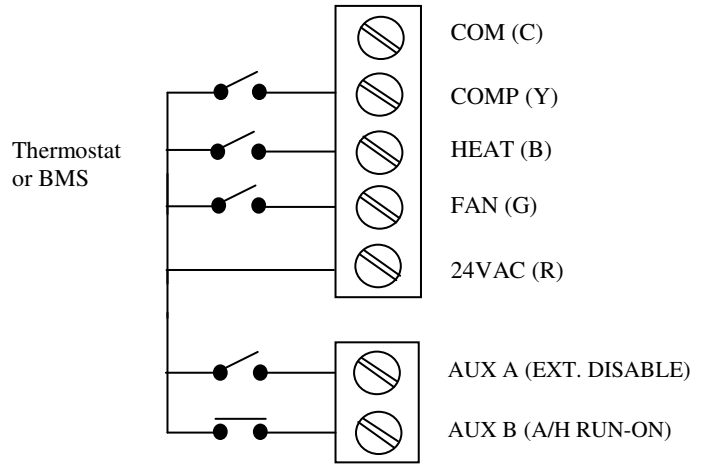 COM (C)
COMP (Y)
Thermostat
or BMS
HEAT (B)
FAN (G)
24VAC (R)
AUX A (EXT. DISABLE)
AUX B (A/H RUN-ON)